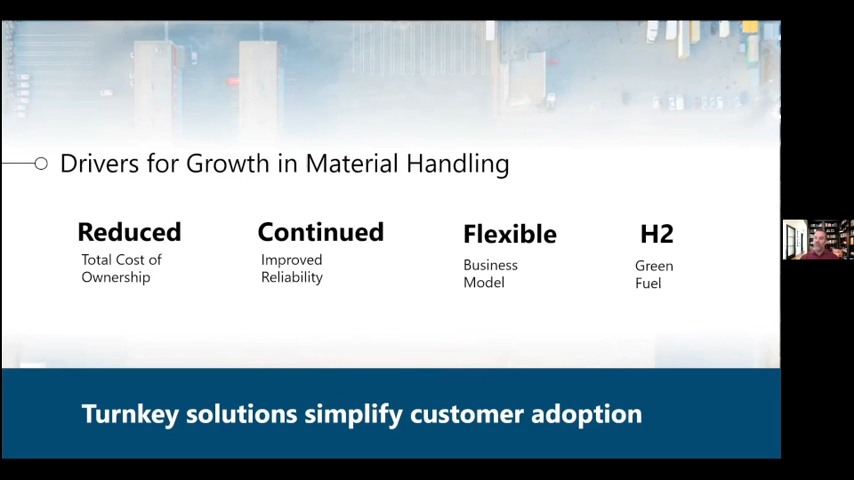 Drivers for Growth in Material Handling
Reduced
Total Cost of
Ownership
Continued
Improved
Reliability
Flexible
Business
Model
H2
Green
Fuel
Turnkey solutions simplify customer adoption